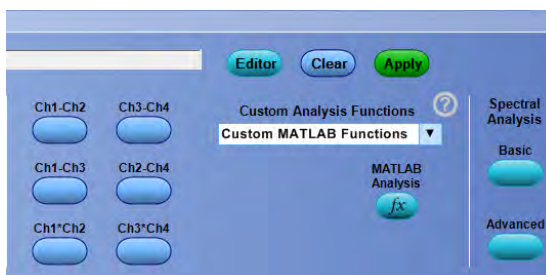 Editor Clear Apply
Ch1-Ch2 Ch3-Ch4
Custom Analysis Functions ?
Custom MATLAB Functions
Spectral
Analysis
Basic
Ch1-Ch3 Ch2-Ch4
MATLAB
Analysis
fx
Ch1*Ch2 Ch3*Ch4
Advanced